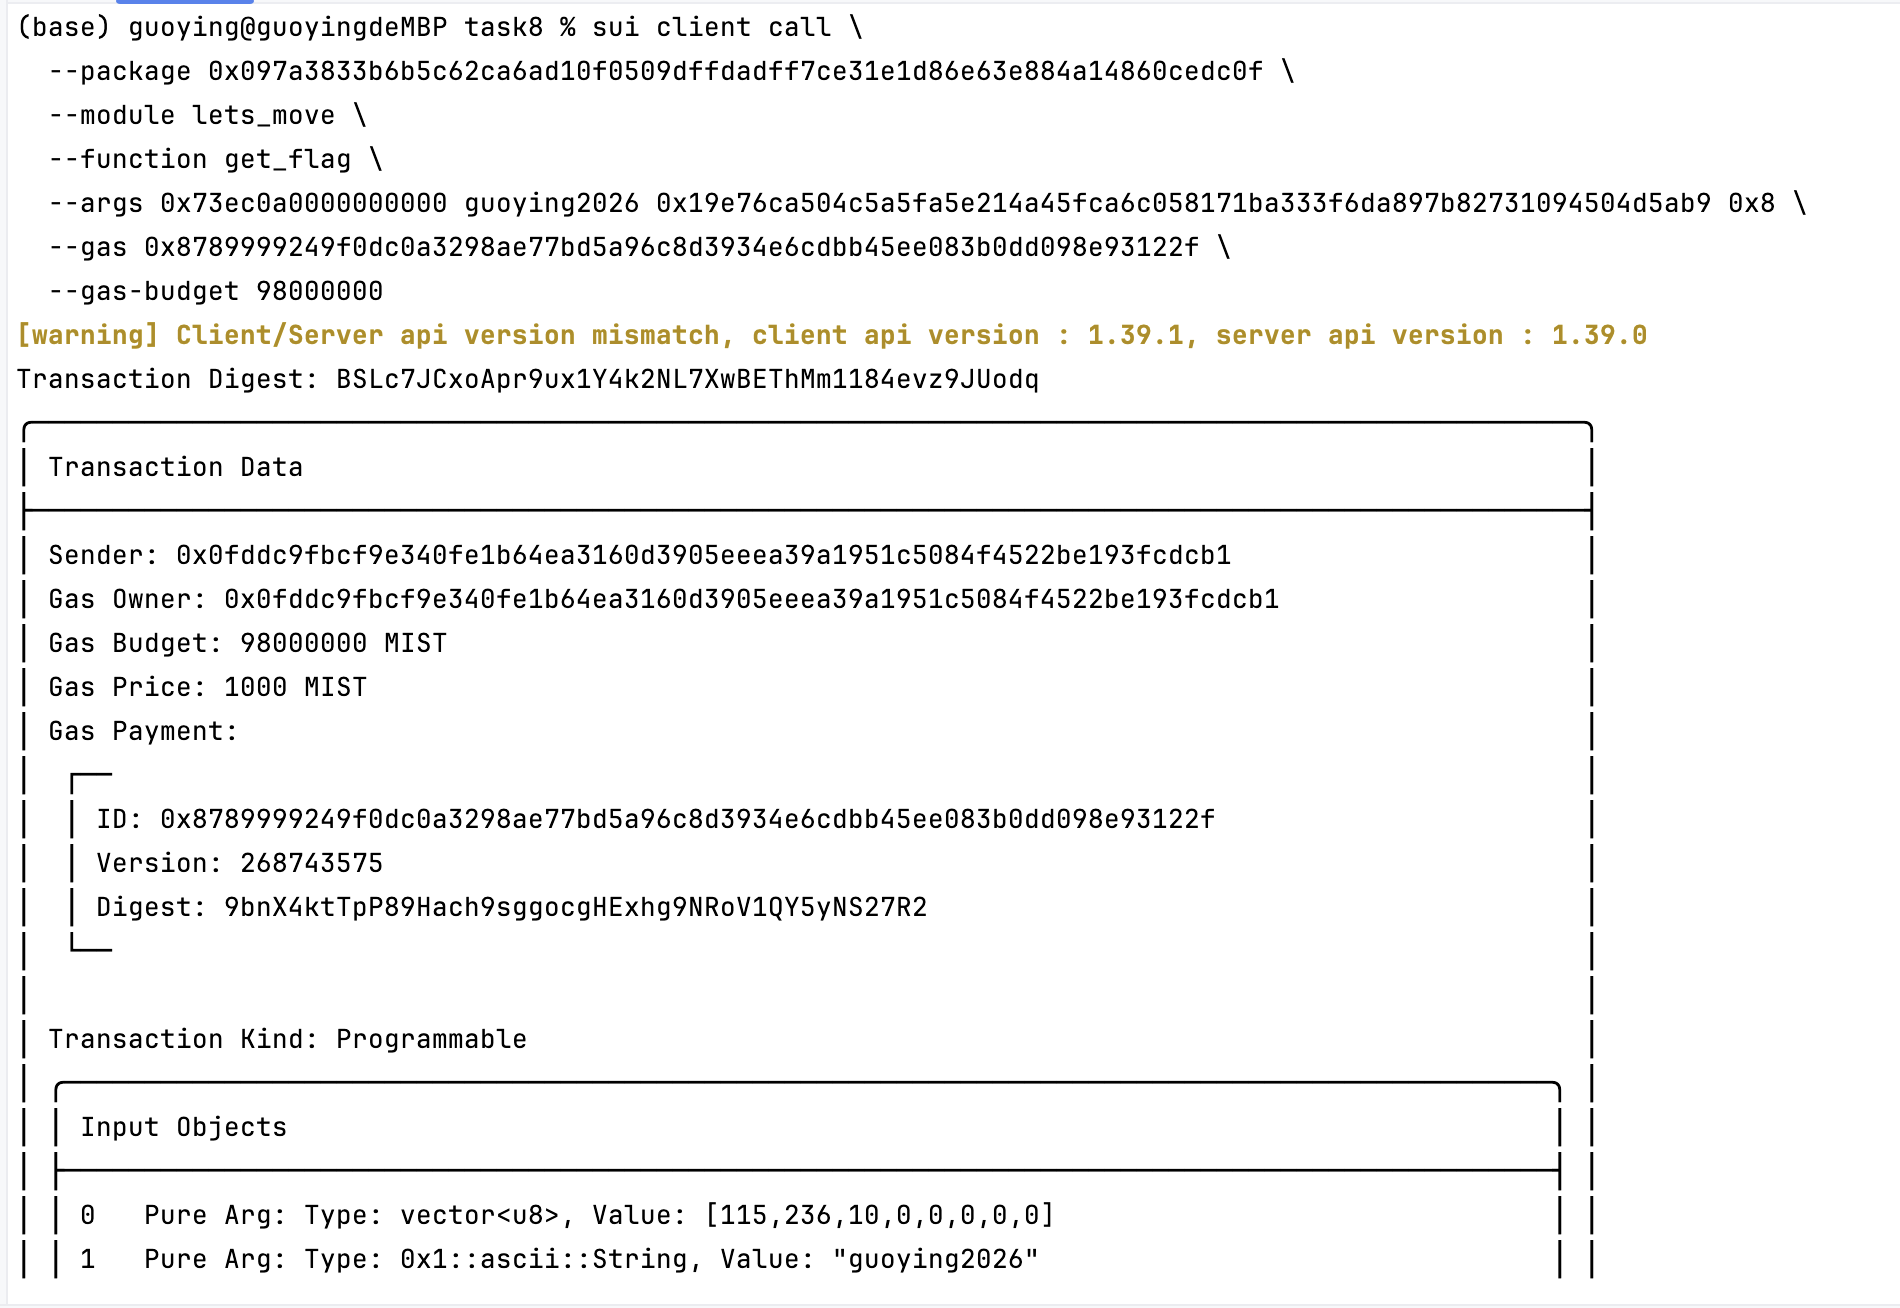 (base) guoying@guoyingdeMBP task8 % sui client call \
--package 0x097a3833b6b5c62ca6ad10f0509dffdadff7ce31e1d86e63e884a14860cedc0f \
--module lets_move \
--function get_flag \
--args 0x73ec0a0000000000 guoying2026 0x19e76ca504c5a5fa5e214a45fca6c058171ba333f6da897b82731094504d5ab9 0x8 \
--gas 0x8789999249f0dc0a3298ae77bd5a96c8d3934e6cdbb45ee083b0dd098e93122f \
--gas-budget 98000000
[warning] Client/Server api version mismatch, client api version : 1.39.1, server api version : 1.39.0
Transaction Digest: BSLc7JCxoApr9ux1Y4k2NL7XwBEThMm1184evz9JUodq
Transaction Data
Sender: 0x0fddc9fbcf9e340fe1b64ea3160d3905eeea39a1951c5084f4522be193fcdcb1
Gas Owner: 0x0fddc9fbcf9e340fe1b64ea3160d3905eeea39a1951c5084f4522be193fcdcb1
Gas Budget: 98000000 MIST
Gas Price: 1000 MIST
Gas Payment:
ID: 0x8789999249f0dc0a3298ae77bd5a96c8d3934e6cdbb45ee083b0dd098e93122f
Version: 268743575
Digest: 9bnX4ktTpP89Hach9sggocgHExhg9NRoV1QY5yNS27R2
Transaction Kind: Programmable
Input Objects
0 Pure Arg: Type: vector<u8>, Value: [115,236,10,0,0,0,0,0]
1 Pure Arg: Type: 0x1::ascii::String, Value: "guoying2026"